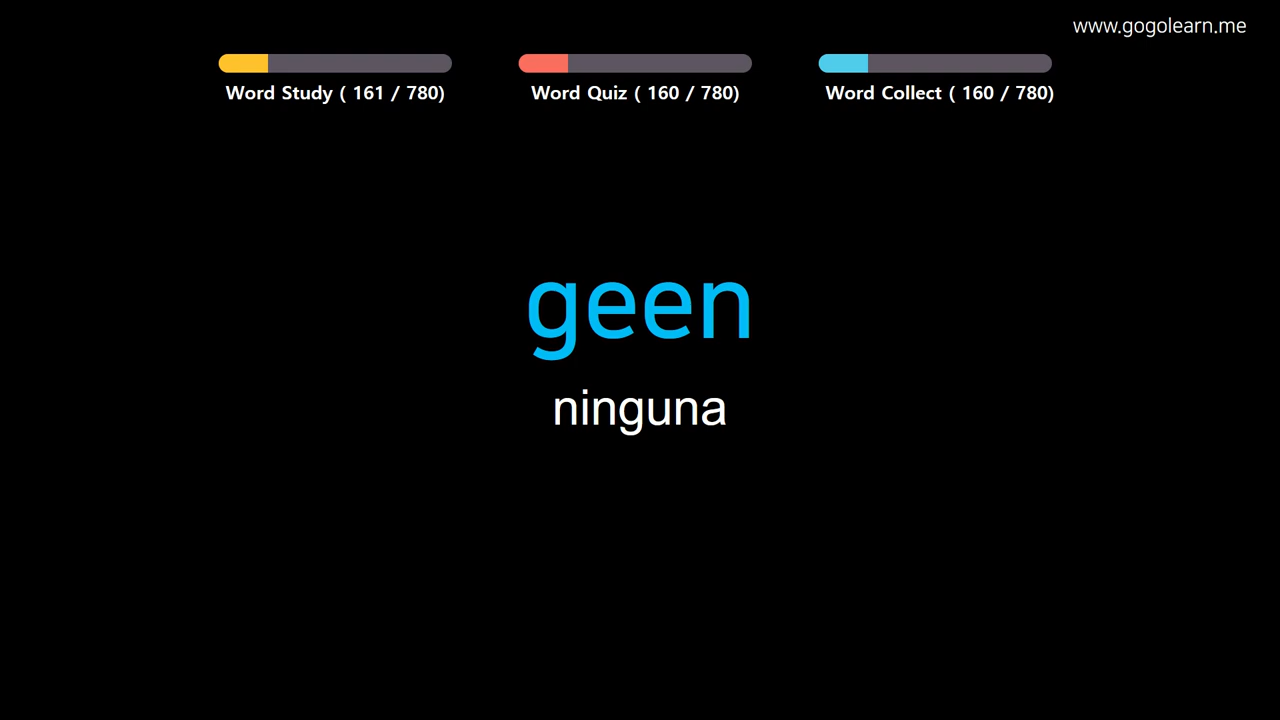 www.gogolearn.me
Word Study ( 161 / 780)
Word Quiz ( 160 / 780)
Word Collect ( 160 / 780)
geen
ninguna